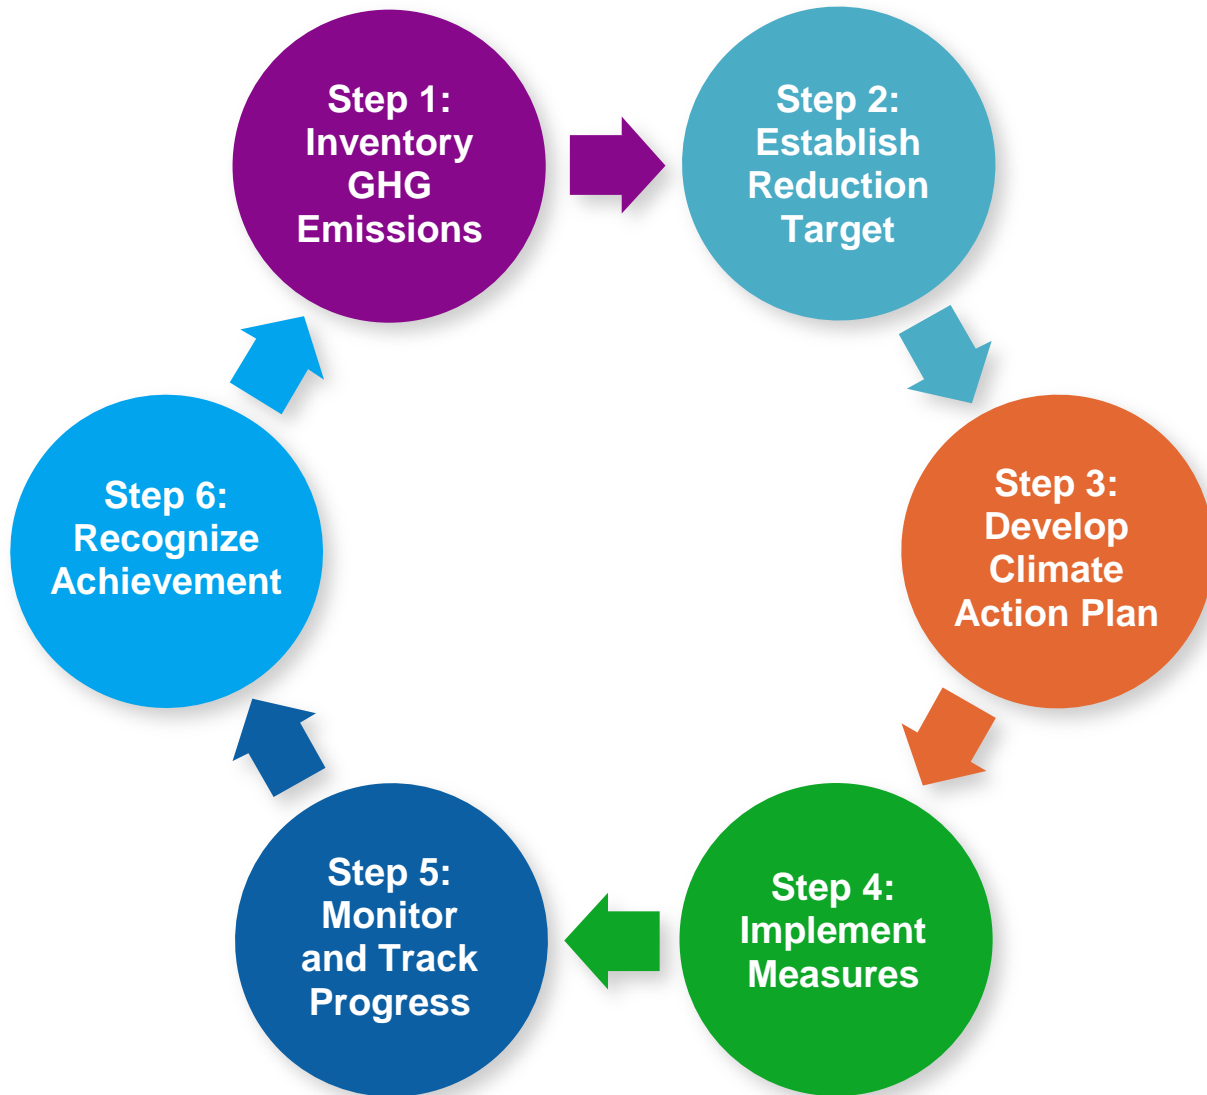 Step 1:
Inventory
GHG
Emissions
Step 2:
Establish
Reduction
Target
Step 3:
Develop
Climate
Action Plan
Step 4:
Implement
Measures
Step 5:
Monitor
and Track
Progress
Step 6:
Recognize
Achievement